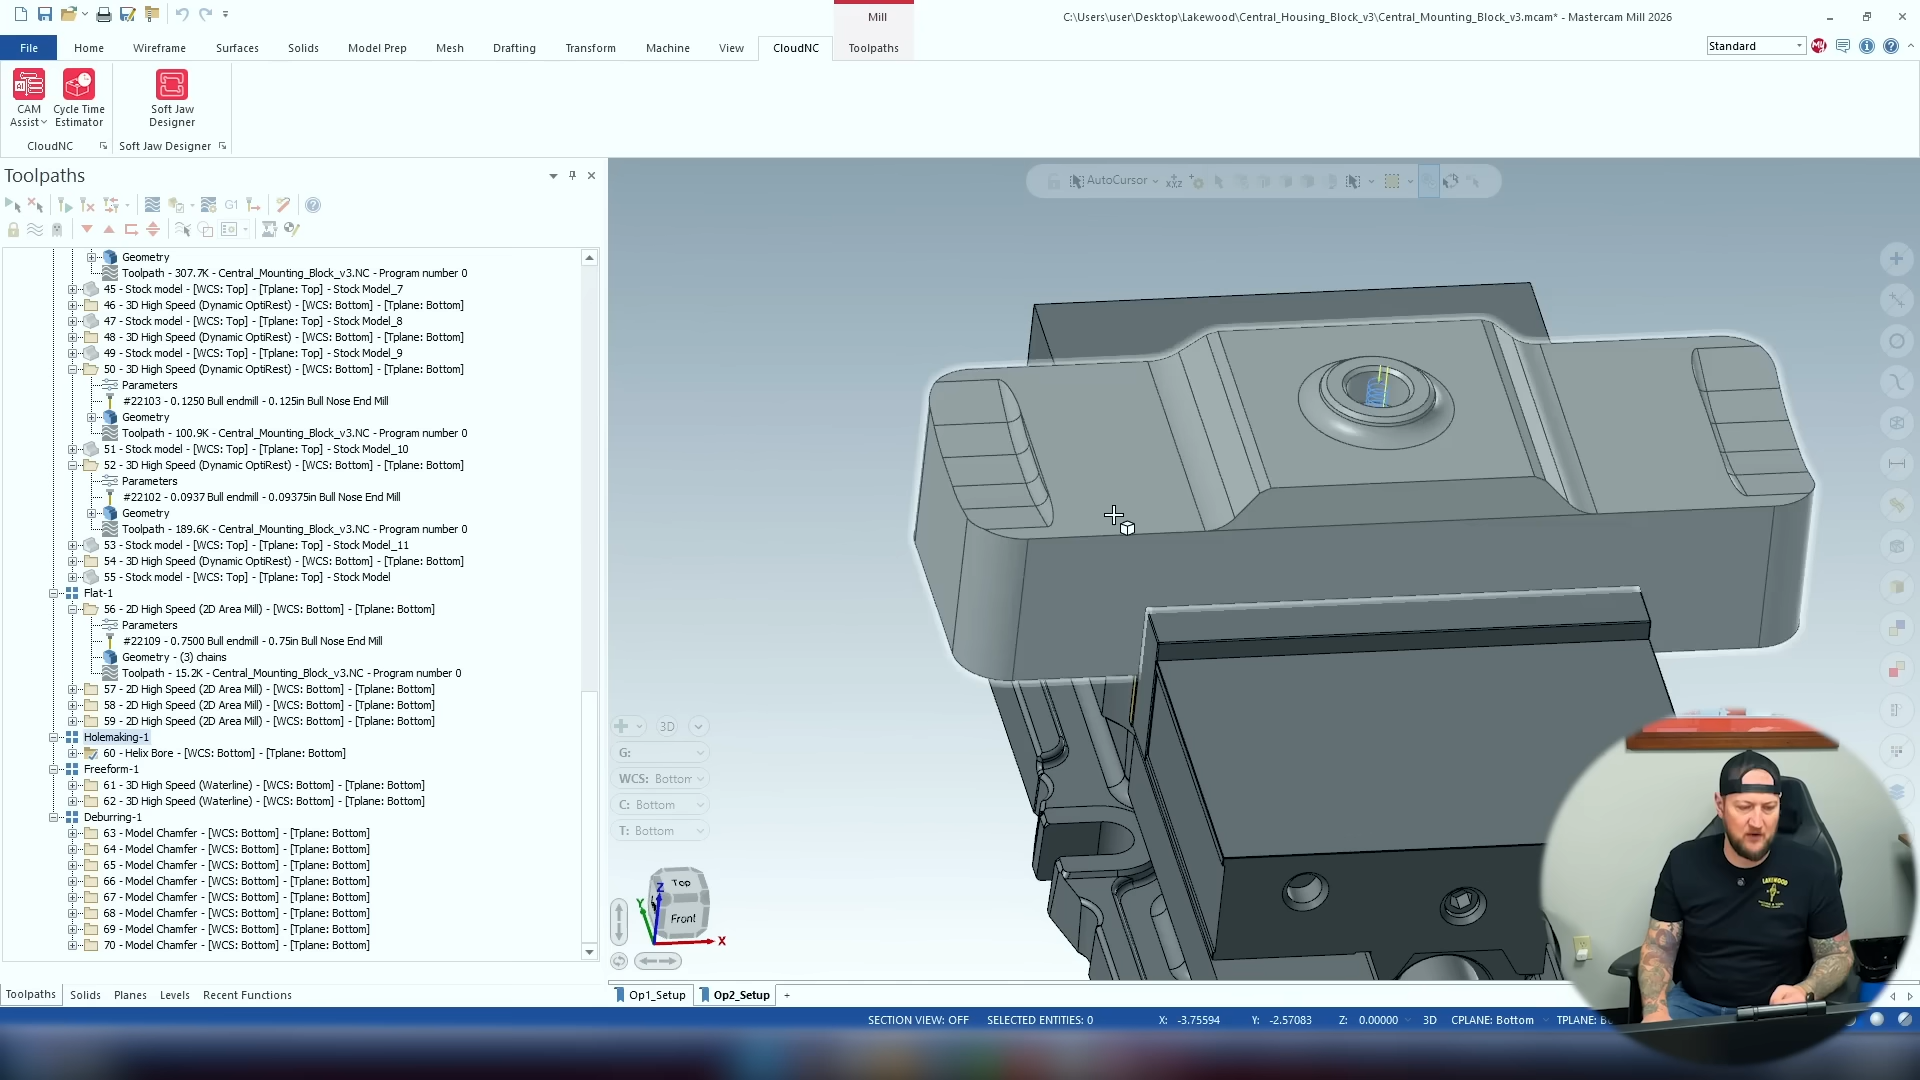 Mill
C:\Users\user\Desktop\Lakewood\Central_Housing_Block_v3\Central_Mounting_Block_v3.mcam* - Mastercam Mill 2026
File
Home
Wireframe
Surfaces
Solids
Model Prep
Mesh
Drafting
Transform
Machine
View
CloudNC
Toolpaths
Standard
CAM Assist
Cycle Time Estimator
Soft Jaw Designer
CloudNC
Soft Jaw Designer
Toolpaths
AutoCursor
G1
Geometry
Toolpath - 307.7K - Central_Mounting_Block_v3.NC - Program number 0
45 - Stock model - [WCS: Top] - [Tplane: Top] - Stock Model_7
46 - 3D High Speed (Dynamic OptiRest) - [WCS: Bottom] - [Tplane: Bottom]
47 - Stock model - [WCS: Top] - [Tplane: Top] - Stock Model_8
48 - 3D High Speed (Dynamic OptiRest) - [WCS: Bottom] - [Tplane: Bottom]
49 - Stock model - [WCS: Top] - [Tplane: Top] - Stock Model_9
50 - 3D High Speed (Dynamic OptiRest) - [WCS: Bottom] - [Tplane: Bottom]
Parameters
#22103 - 0.1250 Bull endmill - 0.125in Bull Nose End Mill
Geometry
Toolpath - 100.9K - Central_Mounting_Block_v3.NC - Program number 0
51 - Stock model - [WCS: Top] - [Tplane: Top] - Stock Model_10
52 - 3D High Speed (Dynamic OptiRest) - [WCS: Bottom] - [Tplane: Bottom]
Parameters
#22102 - 0.0937 Bull endmill - 0.09375in Bull Nose End Mill
Geometry
Toolpath - 189.6K - Central_Mounting_Block_v3.NC - Program number 0
53 - Stock model - [WCS: Top] - [Tplane: Top] - Stock Model_11
54 - 3D High Speed (Dynamic OptiRest) - [WCS: Bottom] - [Tplane: Bottom]
55 - Stock model - [WCS: Top] - [Tplane: Top] - Stock Model
Flat-1
56 - 2D High Speed (2D Area Mill) - [WCS: Bottom] - [Tplane: Bottom]
Parameters
#22109 - 0.7500 Bull endmill - 0.75in Bull Nose End Mill
Geometry - (3) chains
Toolpath - 15.2K - Central_Mounting_Block_v3.NC - Program number 0
57 - 2D High Speed (2D Area Mill) - [WCS: Bottom] - [Tplane: Bottom]
58 - 2D High Speed (2D Area Mill) - [WCS: Bottom] - [Tplane: Bottom]
59 - 2D High Speed (2D Area Mill) - [WCS: Bottom] - [Tplane: Bottom]
Holemaking-1
60 - Helix Bore - [WCS: Bottom] - [Tplane: Bottom]
Freeform-1
61 - 3D High Speed (Waterline) - [WCS: Bottom] - [Tplane: Bottom]
62 - 3D High Speed (Waterline) - [WCS: Bottom] - [Tplane: Bottom]
Deburring-1
63 - Model Chamfer - [WCS: Bottom] - [Tplane: Bottom]
64 - Model Chamfer - [WCS: Bottom] - [Tplane: Bottom]
65 - Model Chamfer - [WCS: Bottom] - [Tplane: Bottom]
66 - Model Chamfer - [WCS: Bottom] - [Tplane: Bottom]
67 - Model Chamfer - [WCS: Bottom] - [Tplane: Bottom]
68 - Model Chamfer - [WCS: Bottom] - [Tplane: Bottom]
69 - Model Chamfer - [WCS: Bottom] - [Tplane: Bottom]
70 - Model Chamfer - [WCS: Bottom] - [Tplane: Bottom]
3D
G:
WCS: Bottom
C: Bottom
T: Bottom
Top
Front
Z
Y
X
LAKEWOOD
Toolpaths
Solids
Planes
Levels
Recent Functions
Op1_Setup
Op2_Setup
+
SECTION VIEW: OFF
SELECTED ENTITIES: 0
X: -3.75594
Y: -2.57083
Z: 0.00000
3D
CPLANE: Bottom
TPLANE: